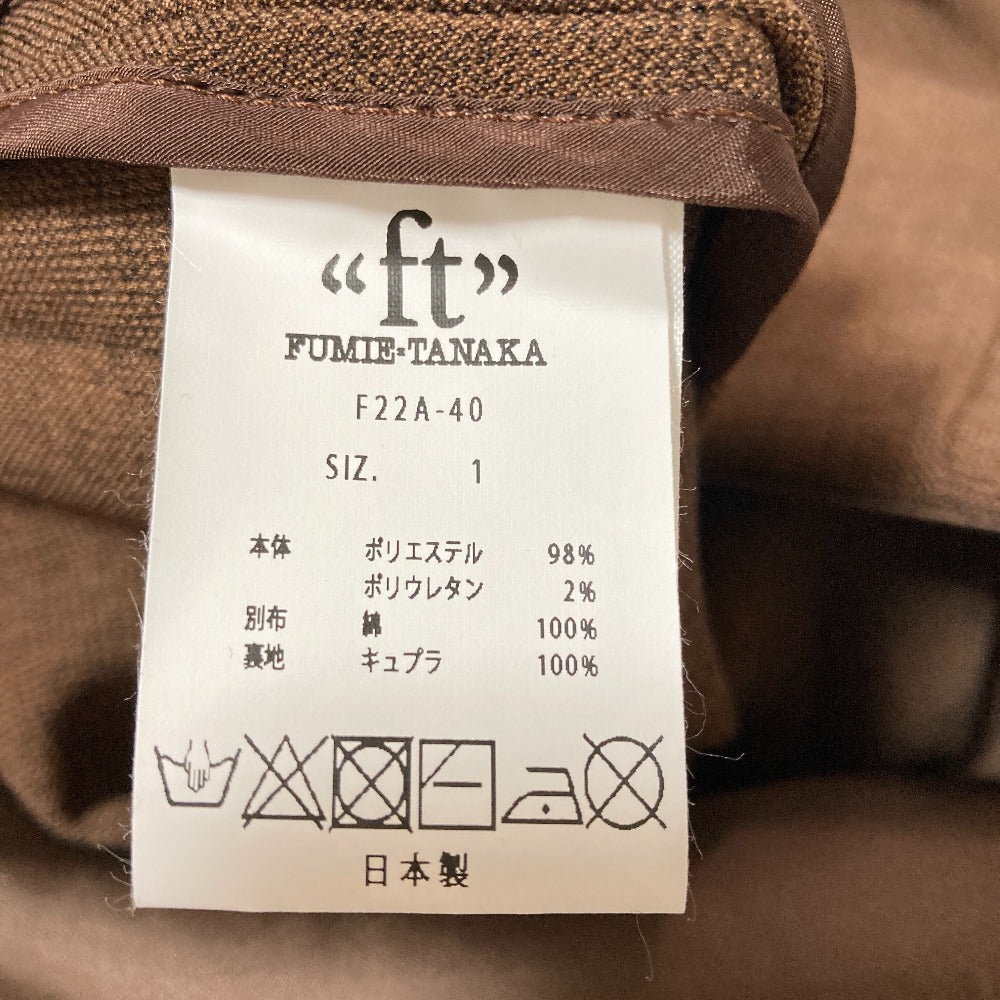 “ft”
FUMIE=TANAKA
F22A-40
SIZ. 1
本体 ポリエステル 98%
ポリウレタン 2%
別布 綿 100%
裏地 キュプラ 100%
日本製